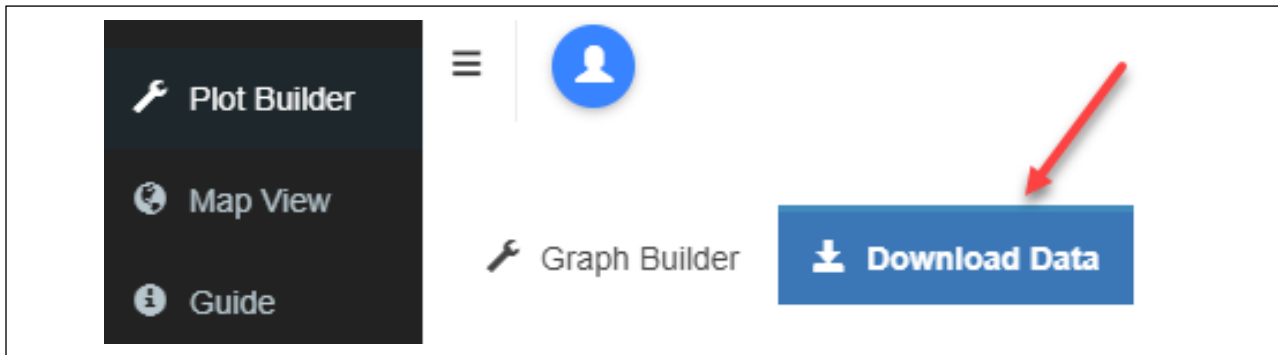 Plot Builder
Map View
Guide
Graph Builder
Download Data